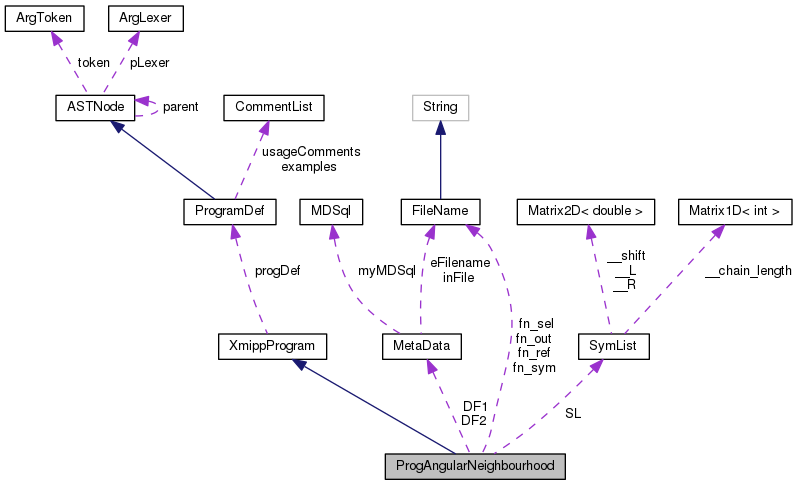 ArgToken
ArgLexer
token
pLexer
ASTNode
parent
CommentList
String
usageComments
examples
ProgramDef
MDSql
FileName
Matrix2D< double >
Matrix1D< int >
progDef
myMDSql
eFilename
inFile
__shift
__L
__R
__chain_length
fn_sel
fn_out
fn_ref
fn_sym
XmippProgram
MetaData
SymList
DF1
DF2
SL
ProgAngularNeighbourhood